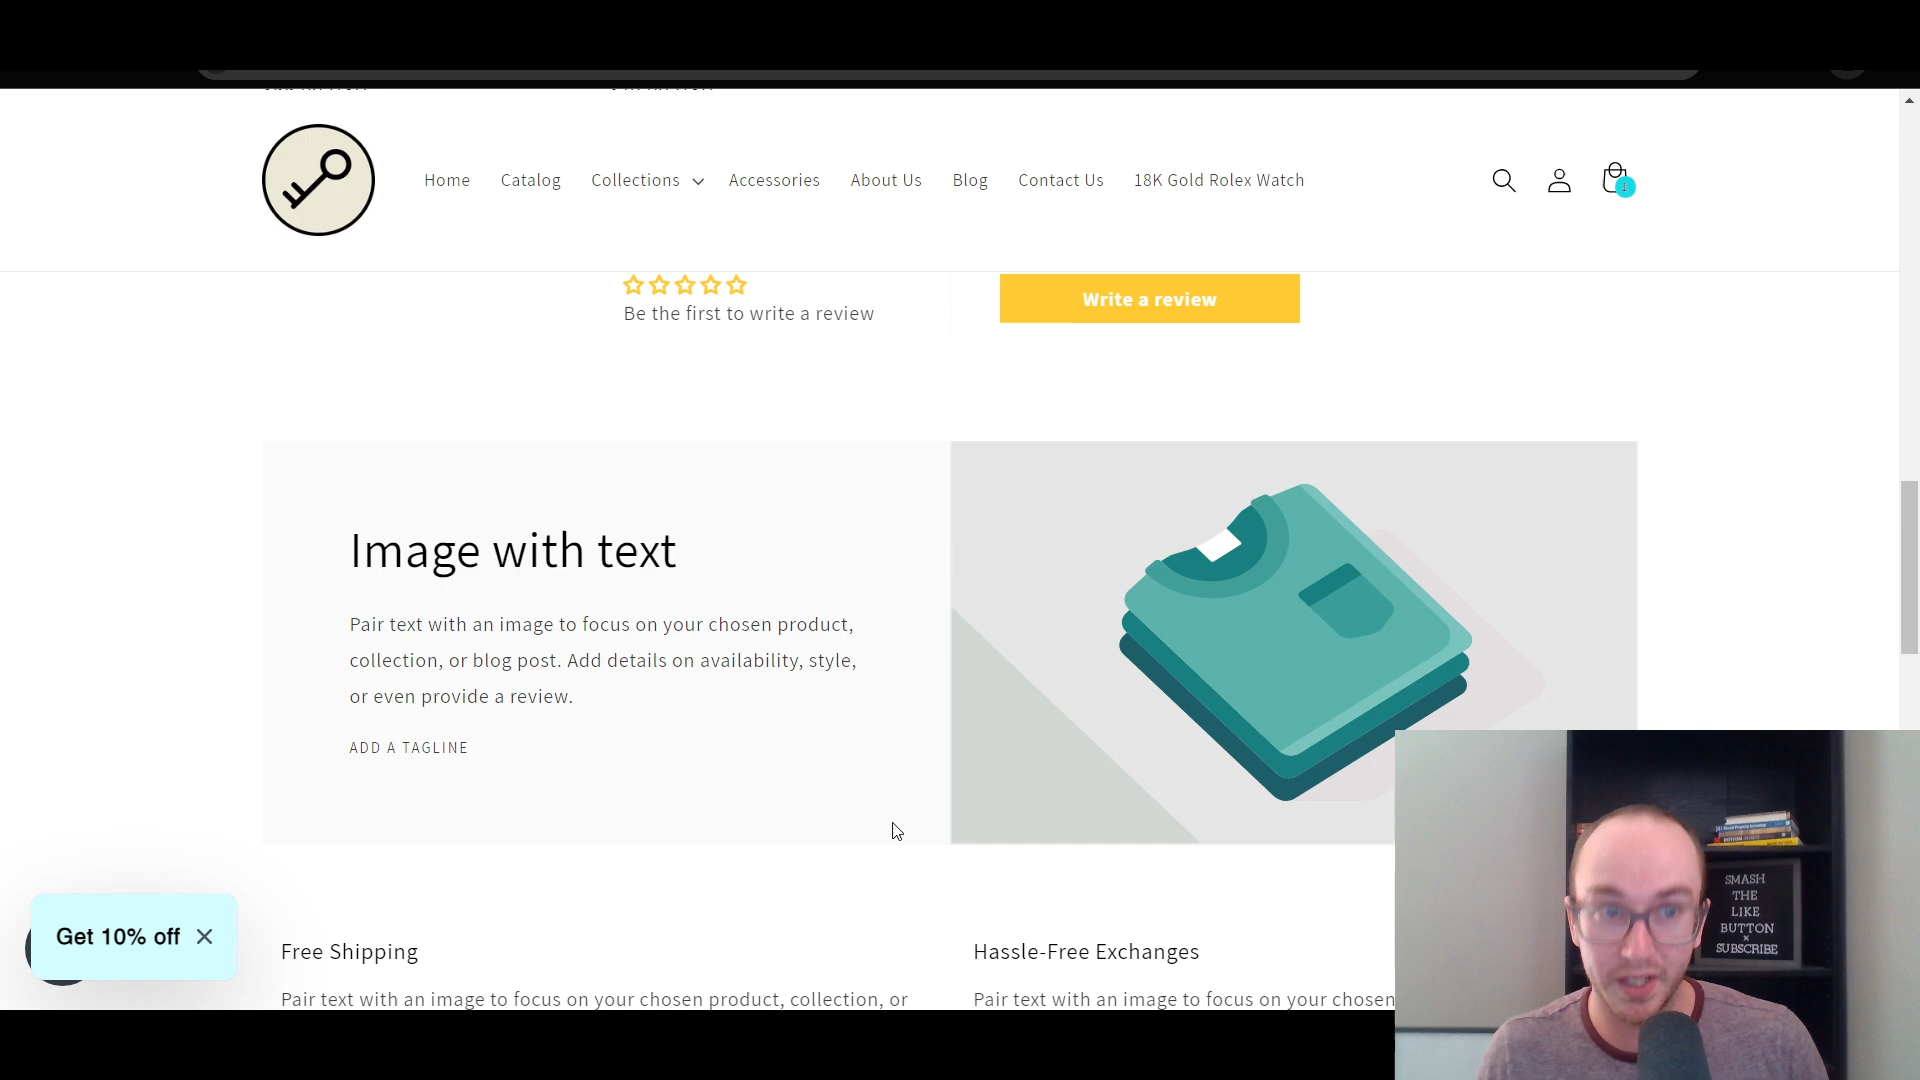 Home Catalog Collections Accessories About Us Blog Contact Us 18K Gold Rolex Watch
1
Be the first to write a review
Write a review
Image with text
Pair text with an image to focus on your chosen product,
collection, or blog post. Add details on availability, style,
or even provide a review.
ADD A TAGLINE
Get 10% off
Free Shipping
Pair text with an image to focus on your chosen product, collection, or
Hassle-Free Exchanges
Pair text with an image to focus on your chosen
SMASH
THE
LIKE
BUTTON
×
SUBSCRIBE